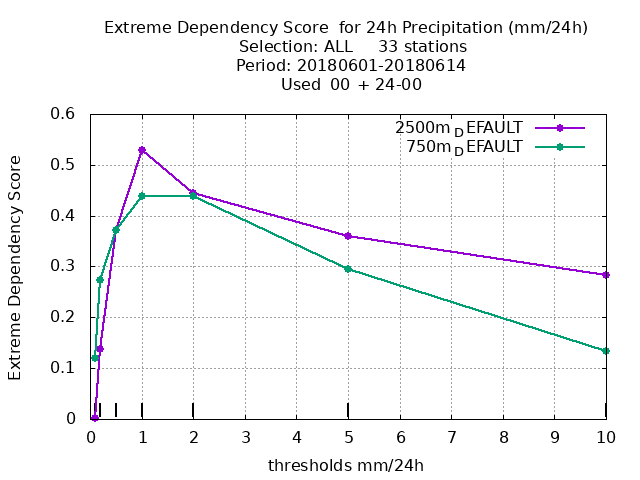 Extreme Dependency Score  for 24h Precipitation (mm/24h)
Selection: ALL     33 stations
Period: 20180601-20180614
Used  00 + 24-00
2500m_DEFAULT
750m_DEFAULT
Extreme Dependency Score
0.6
0.5
0.4
0.3
0.2
0.1
0
0 1 2 3 4 5 6 7 8 9 10
thresholds mm/24h